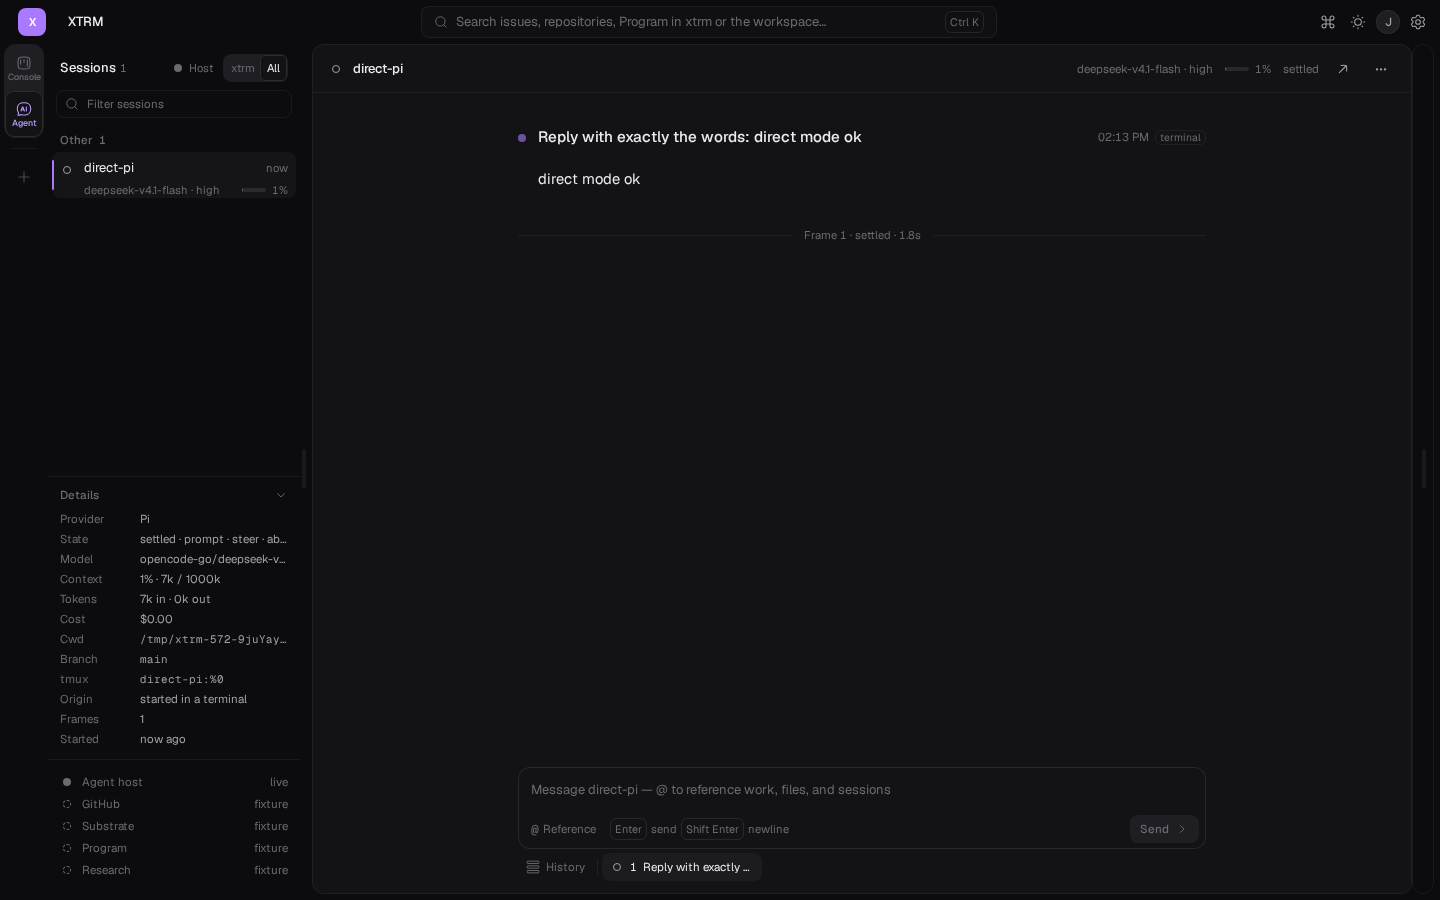 X XTRM Search issues, repositories, Program in xtrm or the workspace... Ctrl K J
Console
Agent
Sessions 1 Host xtrm All
Filter sessions
Other 1
direct-pi now
deepseek-v4.1-flash · high 1%
direct-pi deepseek-v4.1-flash · high 1% settled
Reply with exactly the words: direct mode ok 02:13 PM terminal
direct mode ok
Frame 1 · settled · 1.8s
Details
Provider Pi
State settled · prompt · steer · ab...
Model opencode-go/deepseek-v...
Context 1% · 7k / 1000k
Tokens 7k in · 0k out
Cost $0.00
Cwd /tmp/xtrm-572-9juYay...
Branch main
tmux direct-pi:%0
Origin started in a terminal
Frames 1
Started now ago
Agent host live
GitHub fixture
Substrate fixture
Program fixture
Research fixture
Message direct-pi — @ to reference work, files, and sessions
@ Reference Enter send Shift Enter newline Send
History 1 Reply with exactly ...